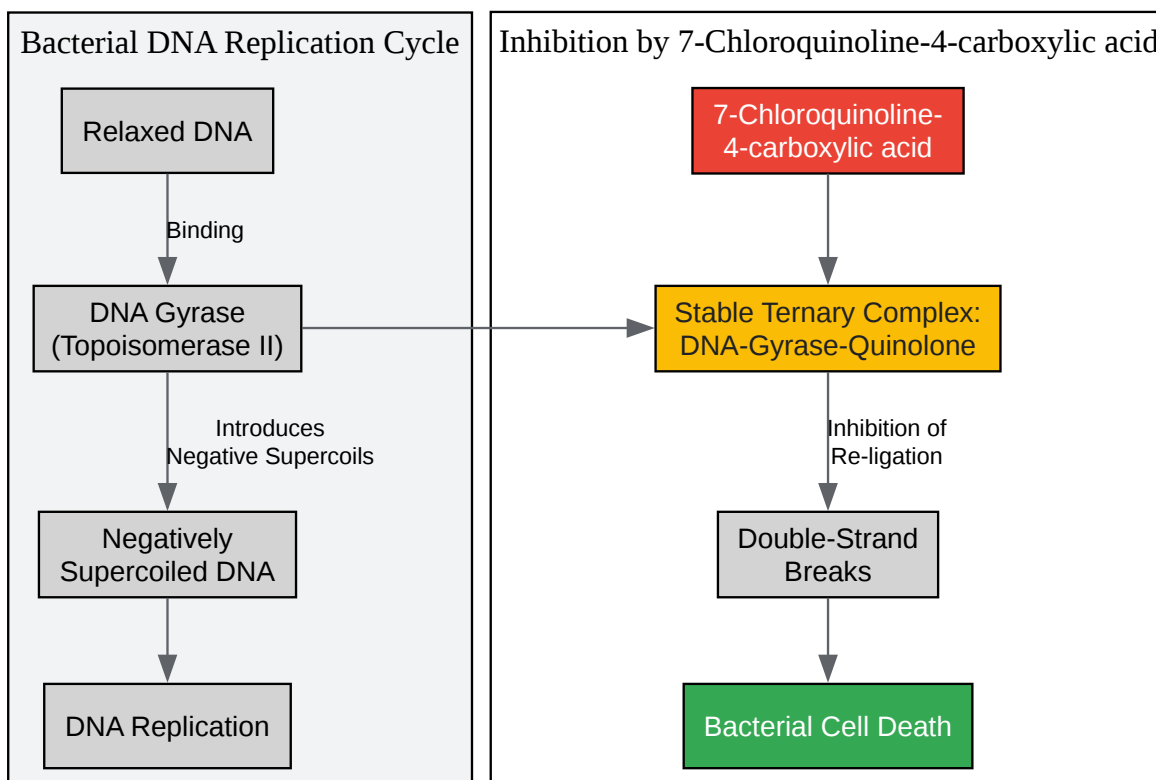 Bacterial DNA Replication Cycle
Relaxed DNA
Binding
DNA Gyrase
(Topoisomerase II)
Introduces
Negative Supercoils
Negatively
Supercoiled DNA
DNA Replication
Inhibition by 7-Chloroquinoline-4-carboxylic acid
7-Chloroquinoline-
4-carboxylic acid
Stable Ternary Complex:
DNA-Gyrase-Quinolone
Inhibition of
Re-ligation
Double-Strand
Breaks
Bacterial Cell Death